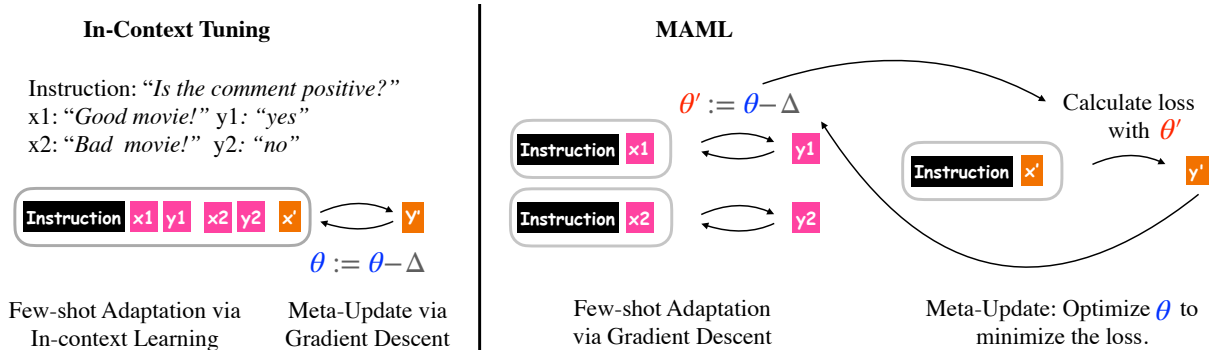 In-Context Tuning
Instruction: “Is the comment positive?”
x1: “Good movie!” y1: “yes”
x2: “Bad movie!” y2: “no”
Instruction x1 y1 x2 y2 x' Y'
θ := θ− Δ
Few-shot Adaptation via
In-context Learning
Meta-Update via
Gradient Descent
MAML
θ′ := θ− Δ
Instruction x1 y1
Instruction x2 y2
Few-shot Adaptation
via Gradient Descent
Calculate loss
with θ′
Instruction x' y'
Meta-Update: Optimize θ to
minimize the loss.